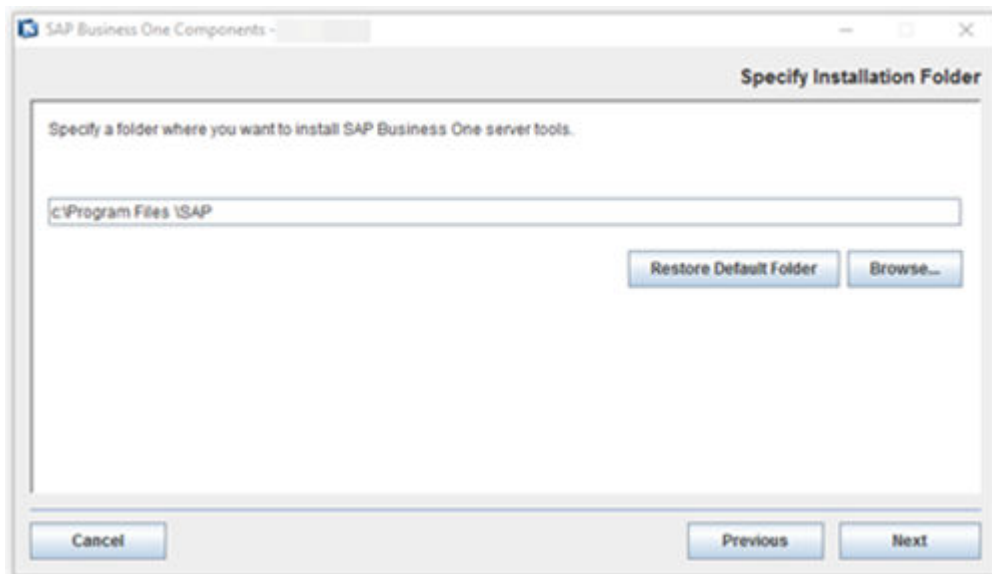 SAP Business One Components -
Specify Installation Folder
Specify a folder where you want to install SAP Business One server tools.
c:\Program Files \SAP
Restore Default Folder Browse...
Cancel Previous Next